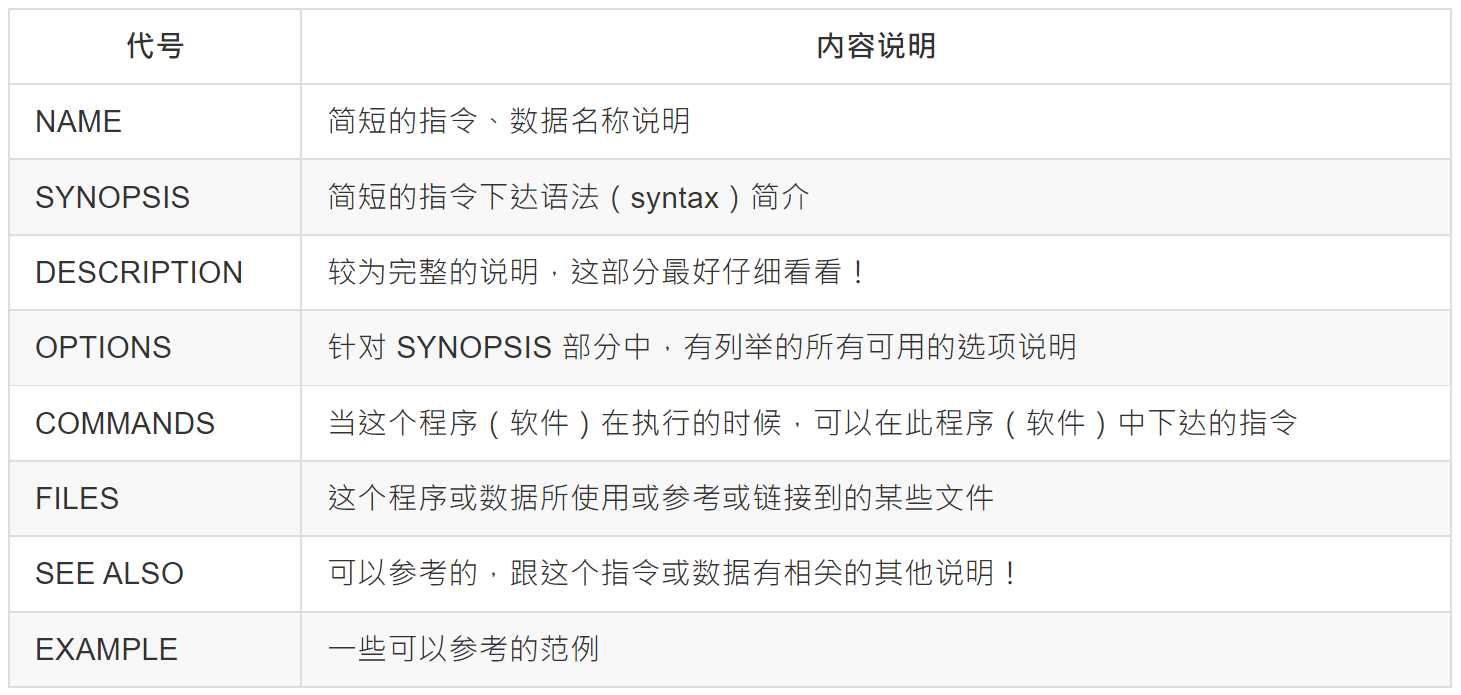 代号 内容说明
NAME 简短的指令、数据名称说明
SYNOPSIS 简短的指令下达语法(syntax)简介
DESCRIPTION 较为完整的说明,这部分最好仔细看看!
OPTIONS 针对 SYNOPSIS 部分中,有列举的所有可用的选项说明
COMMANDS 当这个程序(软件)在执行的时候,可以在此程序(软件)中下达的指令
FILES 这个程序或数据所使用或参考或链接到的某些文件
SEE ALSO 可以参考的,跟这个指令或数据有相关的其他说明!
EXAMPLE 一些可以参考的范例